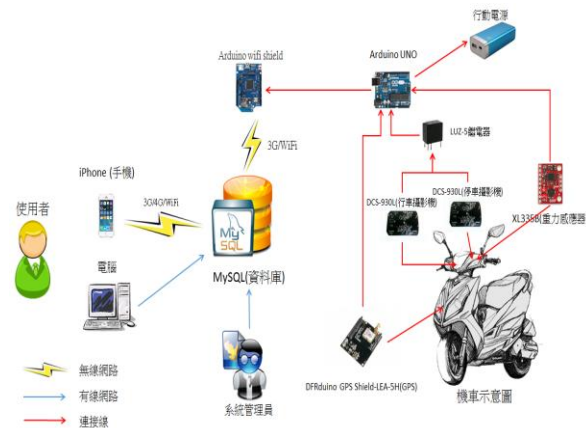 行動電源
Arduino wifi shield
Arduino UNO
LUZ-5繼電器
3G/WiFi
iPhone (手機)
DCS-930L(行車攝影機)
DCS-930L(停車攝影機)
XL335B(重力感應器)
3G/4G/WiFi
使用者
MySQL
電腦
MySQL(資料庫)
無線網路
有線網路
連接線
系統管理員
DFRduino GPS Shield-LEA-5H(GPS)
機車示意圖